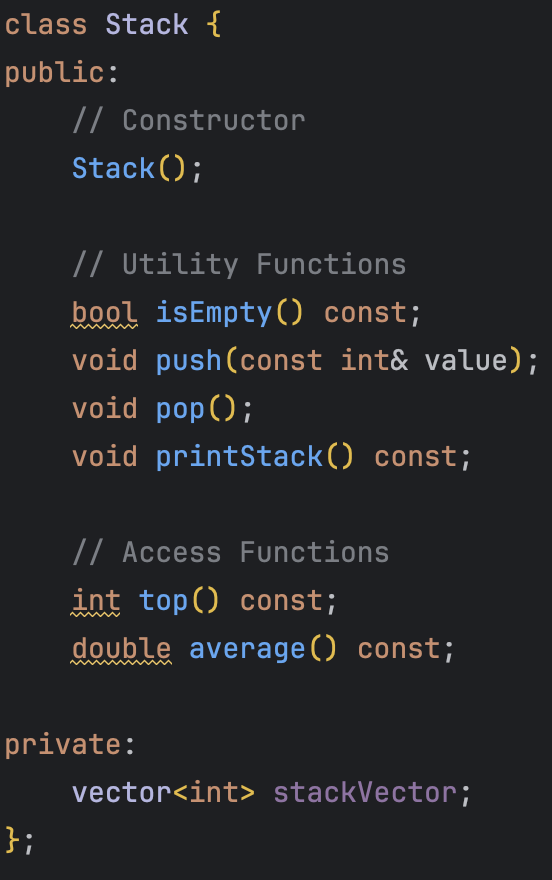 class Stack {
public:
    // Constructor
    Stack();

    // Utility Functions
    bool isEmpty() const;
    void push(const int& value);
    void pop();
    void printStack() const;

    // Access Functions
    int top() const;
    double average() const;

private:
    vector<int> stackVector;
};